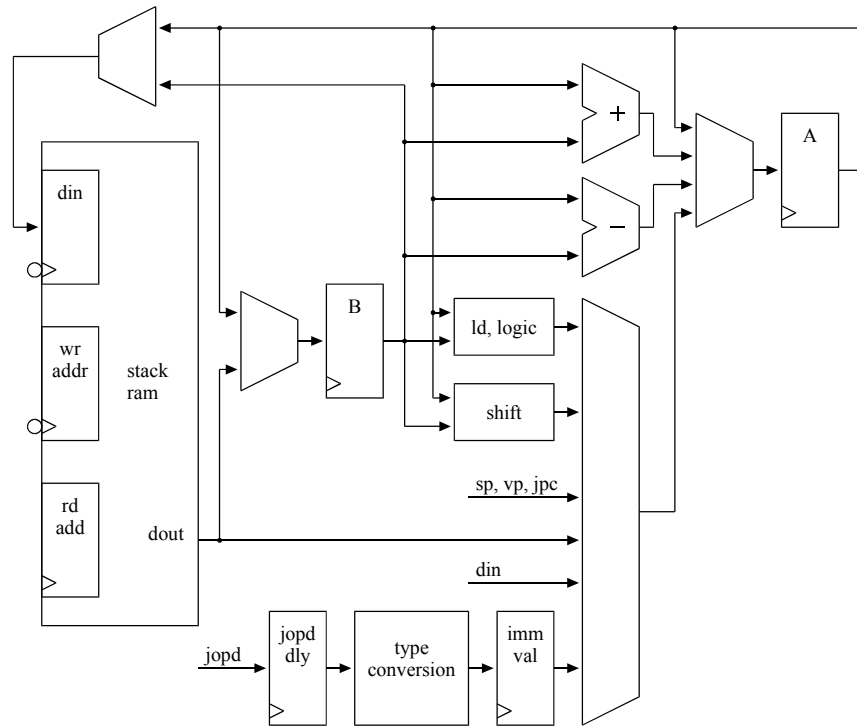 +
A
din
−
B
ld, logic
wr
addr
stack
ram
shift
rd
add
sp, vp, jpc
dout
din
jopd
jopd
dly
type
conversion
imm
val